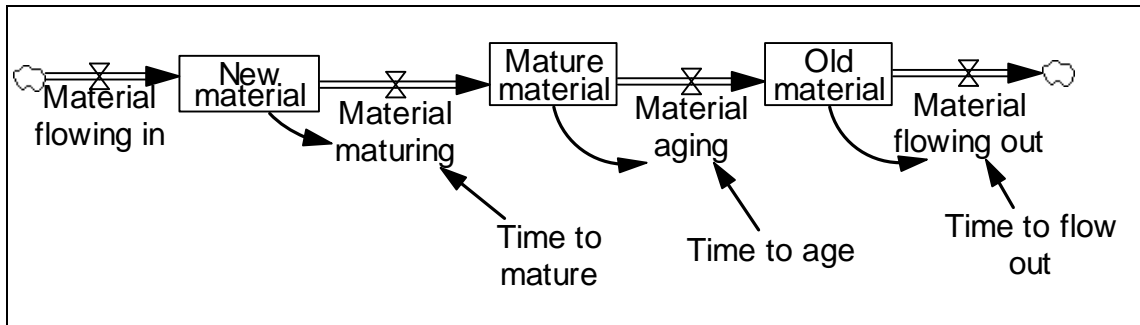 New
material
Mature
material
Old
material
Material
flowing in
Material
maturing
Material
aging
Material
flowing out
Time to
mature
Time to age
Time to flow
out